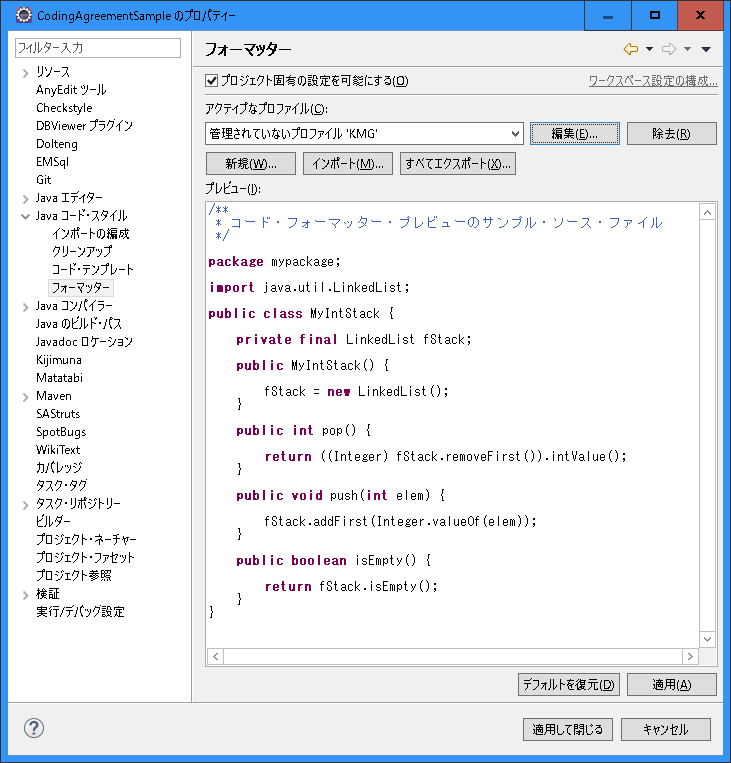 CodingAgreementSample のプロパティー
フィルター入力
リソース
AnyEdit ツール
Checkstyle
DBViewer プラグイン
Dolteng
EMSql
Git
Java エディター
Java コード・スタイル
インポートの編成
クリーンアップ
コード・テンプレート
フォーマッター
Java コンパイラー
Java のビルド・パス
Javadoc ロケーション
Kijimuna
Matatabi
Maven
SAStruts
SpotBugs
WikiText
カバレッジ
タスク・タグ
タスク・リポジトリー
ビルダー
プロジェクト・ネーチャー
プロジェクト・ファセット
プロジェクト参照
検証
実行/デバッグ設定
フォーマッター
プロジェクト固有の設定を可能にする(O)
ワークスペース設定の構成...
アクティブなプロファイル(C):
管理されていないプロファイル 'KMG'
編集(E)...
除去(R)
新規(W)...
インポート(M)...
すべてエクスポート(X)...
プレビュー(I):
/**
 * コード・フォーマッター・プレビューのサンプル・ソース・ファイル
 */
package mypackage;
import java.util.LinkedList;
public class MyIntStack {
private final LinkedList fStack;
public MyIntStack() {
fStack = new LinkedList();
}
public int pop() {
return ((Integer) fStack.removeFirst()).intValue();
}
public void push(int elem) {
fStack.addFirst(Integer.valueOf(elem));
}
public boolean isEmpty() {
return fStack.isEmpty();
}
}
デフォルトを復元(D)
適用(A)
?
適用して閉じる
キャンセル